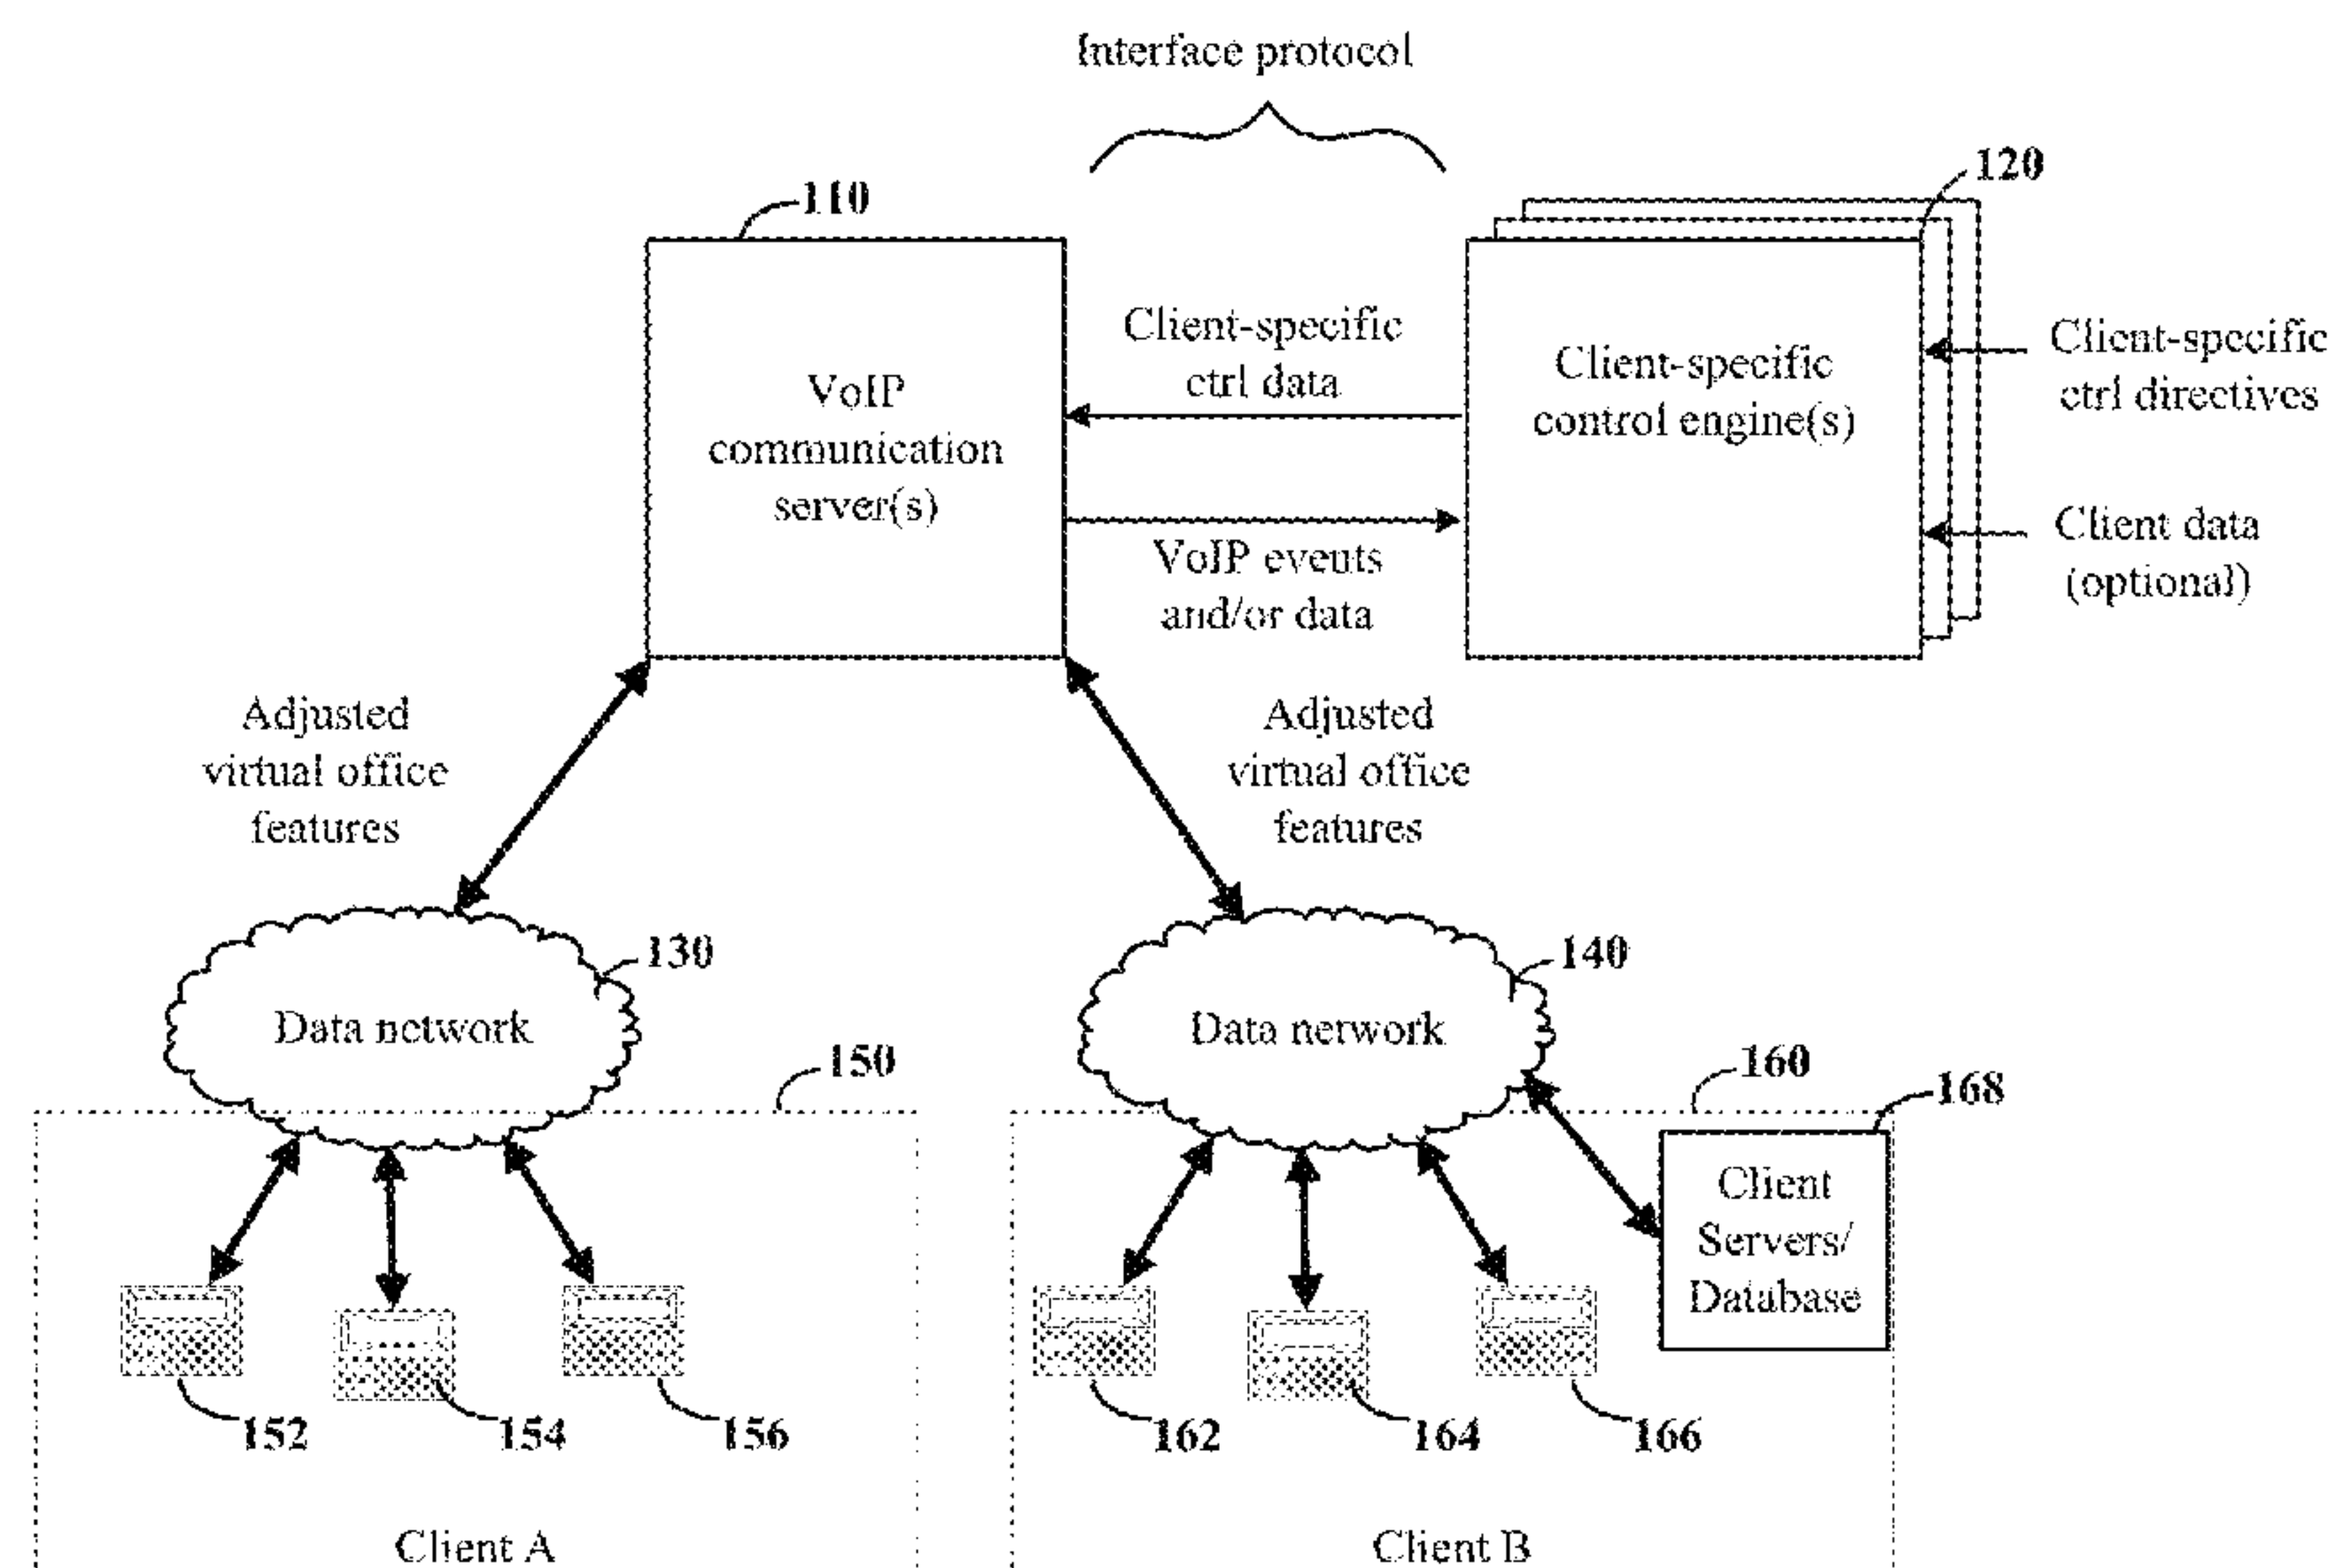 Interface protocol
110
120
VoIP
communication
server(s)
Client-specific
ctrl data
VoIP events
and/or data
Client-specific
control engine(s)
Client-specific
ctrl directives
Client data
(optional)
Adjusted
virtual office
features
Adjusted
virtual office
features
130
Data network
140
Data network
150
160
168
Client
Servers/
Database
152
154
156
162
164
166
Client A
Client B